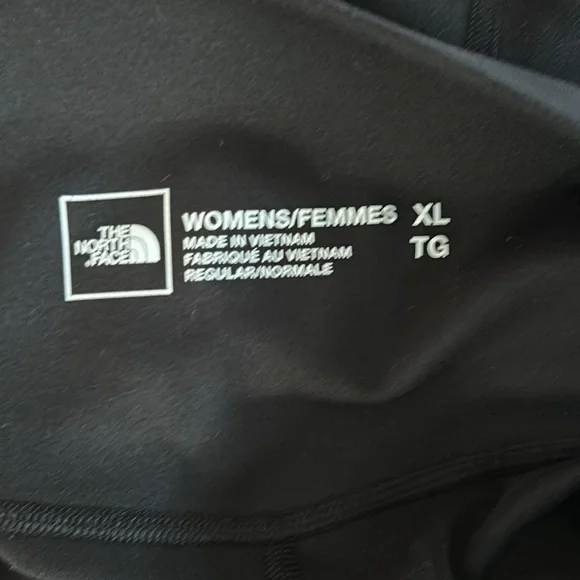 THE
NORTH
FACE
WOMENS/FEMMES XL
MADE IN VIETNAM TG
FABRIQUÉ AU VIETNAM
REGULAR/NORMALE